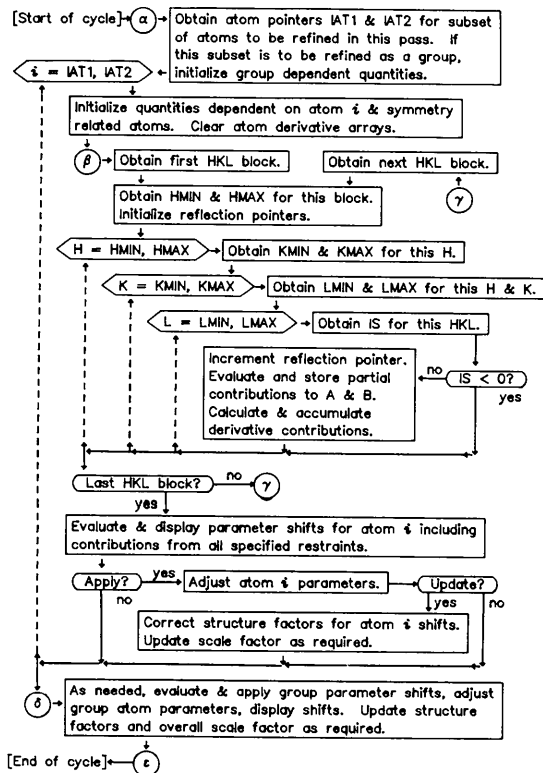 [Start of cycle]
α
Obtain atom pointers IAT1 & IAT2 for subset
of atoms to be refined in this pass. If
this subset is to be refined as a group,
initialize group dependent quantities.
i = IAT1, IAT2
Initialize quantities dependent on atom i & symmetry
related atoms. Clear atom derivative arrays.
β
Obtain first HKL block.
Obtain next HKL block.
γ
Obtain HMIN & HMAX for this block.
Initialize reflection pointers.
H = HMIN, HMAX
Obtain KMIN & KMAX for this H.
K = KMIN, KMAX
Obtain LMIN & LMAX for this H & K.
L = LMIN, LMAX
Obtain IS for this HKL.
Increment reflection pointer.
Evaluate and store partial
contributions to A & B.
Calculate & accumulate
derivative contributions.
no
IS < 0?
yes
Last HKL block?
no
γ
yes
Evaluate & display parameter shifts for atom i including
contributions from all specified restraints.
Apply?
yes
Adjust atom i parameters.
Update?
no
yes
no
Correct structure factors for atom i shifts.
Update scale factor as required.
δ
As needed, evaluate & apply group parameter shifts, adjust
group atom parameters, display shifts. Update structure
factors and overall scale factor as required.
[End of cycle]
ε